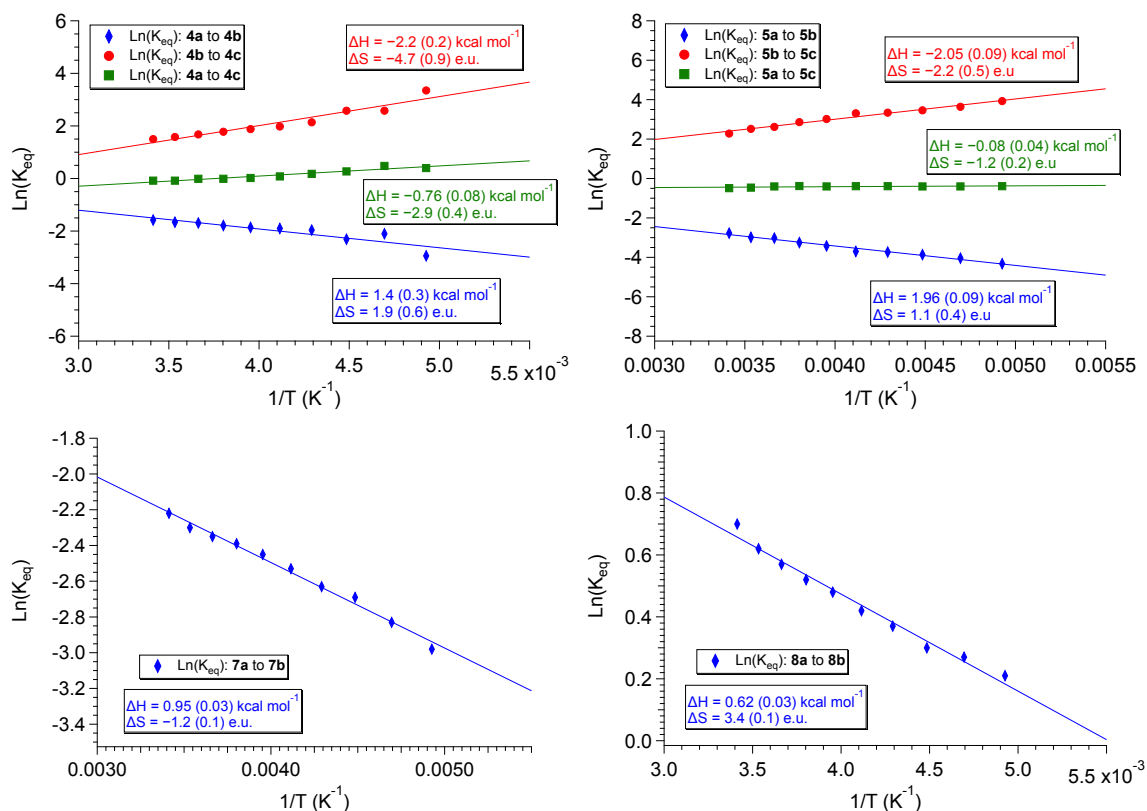 Ln(K_eq): 4a to 4b
Ln(K_eq): 4b to 4c
Ln(K_eq): 4a to 4c
ΔH = −2.2 (0.2) kcal mol⁻¹
ΔS = −4.7 (0.9) e.u.
ΔH = −0.76 (0.08) kcal mol⁻¹
ΔS = −2.9 (0.4) e.u.
ΔH = 1.4 (0.3) kcal mol⁻¹
ΔS = 1.9 (0.6) e.u.
Ln(K_eq)
6
4
2
0
-2
-4
-6
3.0
3.5
4.0
4.5
5.0
5.5 x10⁻³
1/T (K⁻¹)
Ln(K_eq): 5a to 5b
Ln(K_eq): 5b to 5c
Ln(K_eq): 5a to 5c
ΔH = −2.05 (0.09) kcal mol⁻¹
ΔS = −2.2 (0.5) e.u
ΔH = −0.08 (0.04) kcal mol⁻¹
ΔS = −1.2 (0.2) e.u
ΔH = 1.96 (0.09) kcal mol⁻¹
ΔS = 1.1 (0.4) e.u
Ln(K_eq)
8
6
4
2
0
-2
-4
-6
-8
0.0030
0.0035
0.0040
0.0045
0.0050
0.0055
1/T (K⁻¹)
Ln(K_eq)
-1.8
-2.0
-2.2
-2.4
-2.6
-2.8
-3.0
-3.2
-3.4
Ln(K_eq): 7a to 7b
ΔH = 0.95 (0.03) kcal mol⁻¹
ΔS = −1.2 (0.1) e.u.
0.0030
0.0040
0.0050
1/T (K⁻¹)
Ln(K_eq)
1.0
0.8
0.6
0.4
0.2
0.0
Ln(K_eq): 8a to 8b
ΔH = 0.62 (0.03) kcal mol⁻¹
ΔS = 3.4 (0.1) e.u.
3.0
3.5
4.0
4.5
5.0
5.5 x10⁻³
1/T (K⁻¹)